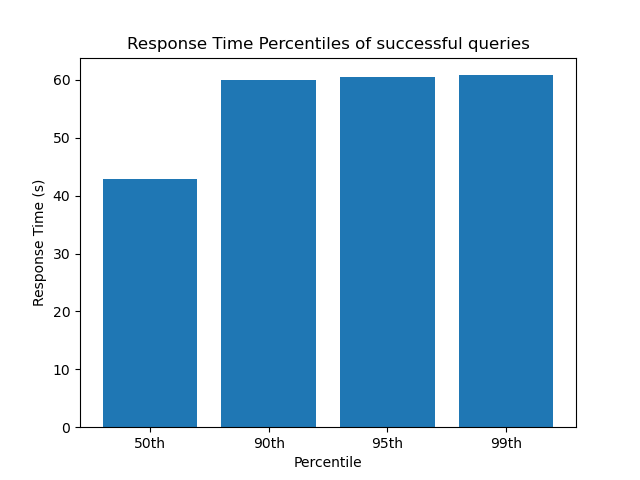 Response Time Percentiles of successful queries
Response Time (s)
60
50
40
30
20
10
0
50th 90th 95th 99th
Percentile